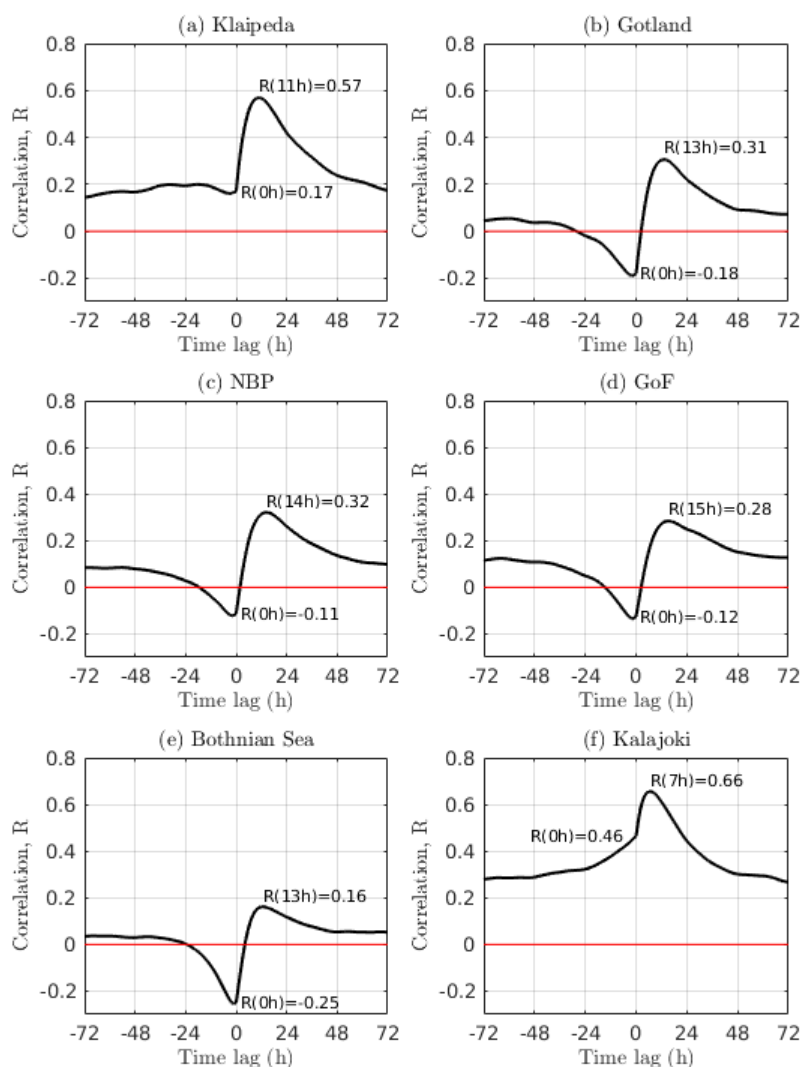 (a) Klaipeda
(b) Gotland
Correlation, R
0.8
0.6
0.4
0.2
0
-0.2
R(11h)=0.57
R(0h)=0.17
-72 -48 -24 0 24 48 72
Time lag (h)
Correlation, R
0.8
0.6
0.4
0.2
0
-0.2
R(13h)=0.31
R(0h)=-0.18
-72 -48 -24 0 24 48 72
Time lag (h)
(c) NBP
(d) GoF
Correlation, R
0.8
0.6
0.4
0.2
0
-0.2
R(14h)=0.32
R(0h)=-0.11
-72 -48 -24 0 24 48 72
Time lag (h)
Correlation, R
0.8
0.6
0.4
0.2
0
-0.2
R(15h)=0.28
R(0h)=-0.12
-72 -48 -24 0 24 48 72
Time lag (h)
(e) Bothnian Sea
(f) Kalajoki
Correlation, R
0.8
0.6
0.4
0.2
0
-0.2
R(13h)=0.16
R(0h)=-0.25
-72 -48 -24 0 24 48 72
Time lag (h)
Correlation, R
0.8
0.6
0.4
0.2
0
-0.2
R(7h)=0.66
R(0h)=0.46
-72 -48 -24 0 24 48 72
Time lag (h)